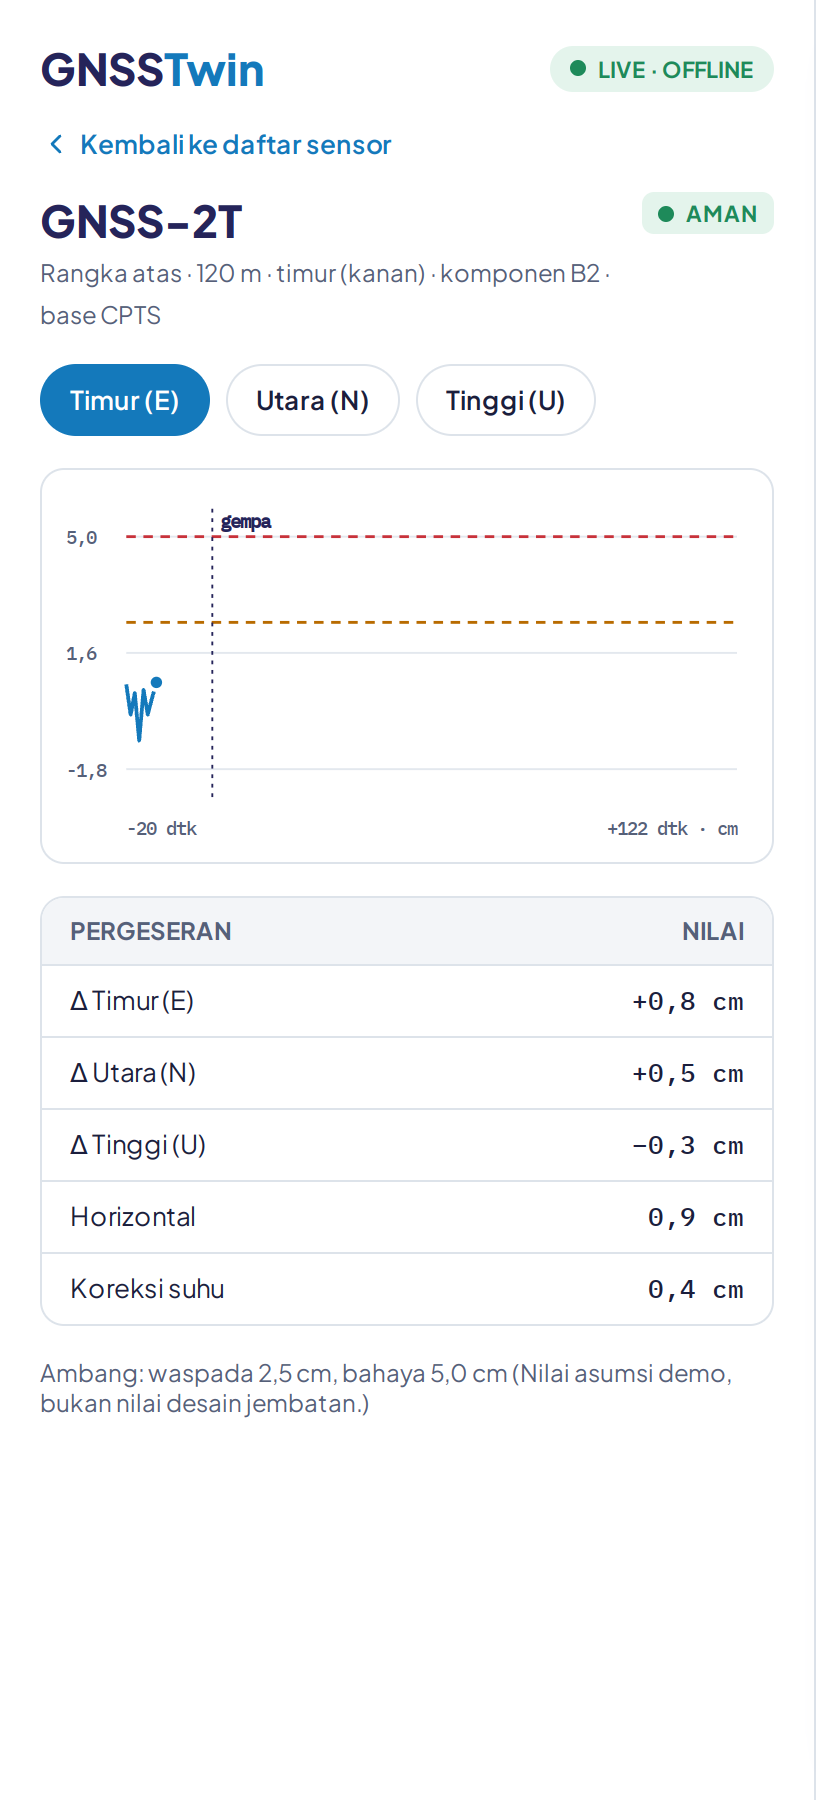 GNSSTwin
LIVE · OFFLINE
Kembali ke daftar sensor
GNSS-2T
AMAN
Rangka atas · 120 m · timur (kanan) · komponen B2 ·
base CPTS
Timur (E)
Utara (N)
Tinggi (U)
gempa
5,0
1,6
-1,8
-20 dtk
+122 dtk · cm
PERGESERAN NILAI
Δ Timur (E) +0,8 cm
Δ Utara (N) +0,5 cm
Δ Tinggi (U) −0,3 cm
Horizontal 0,9 cm
Koreksi suhu 0,4 cm
Ambang: waspada 2,5 cm, bahaya 5,0 cm (Nilai asumsi demo,
bukan nilai desain jembatan.)